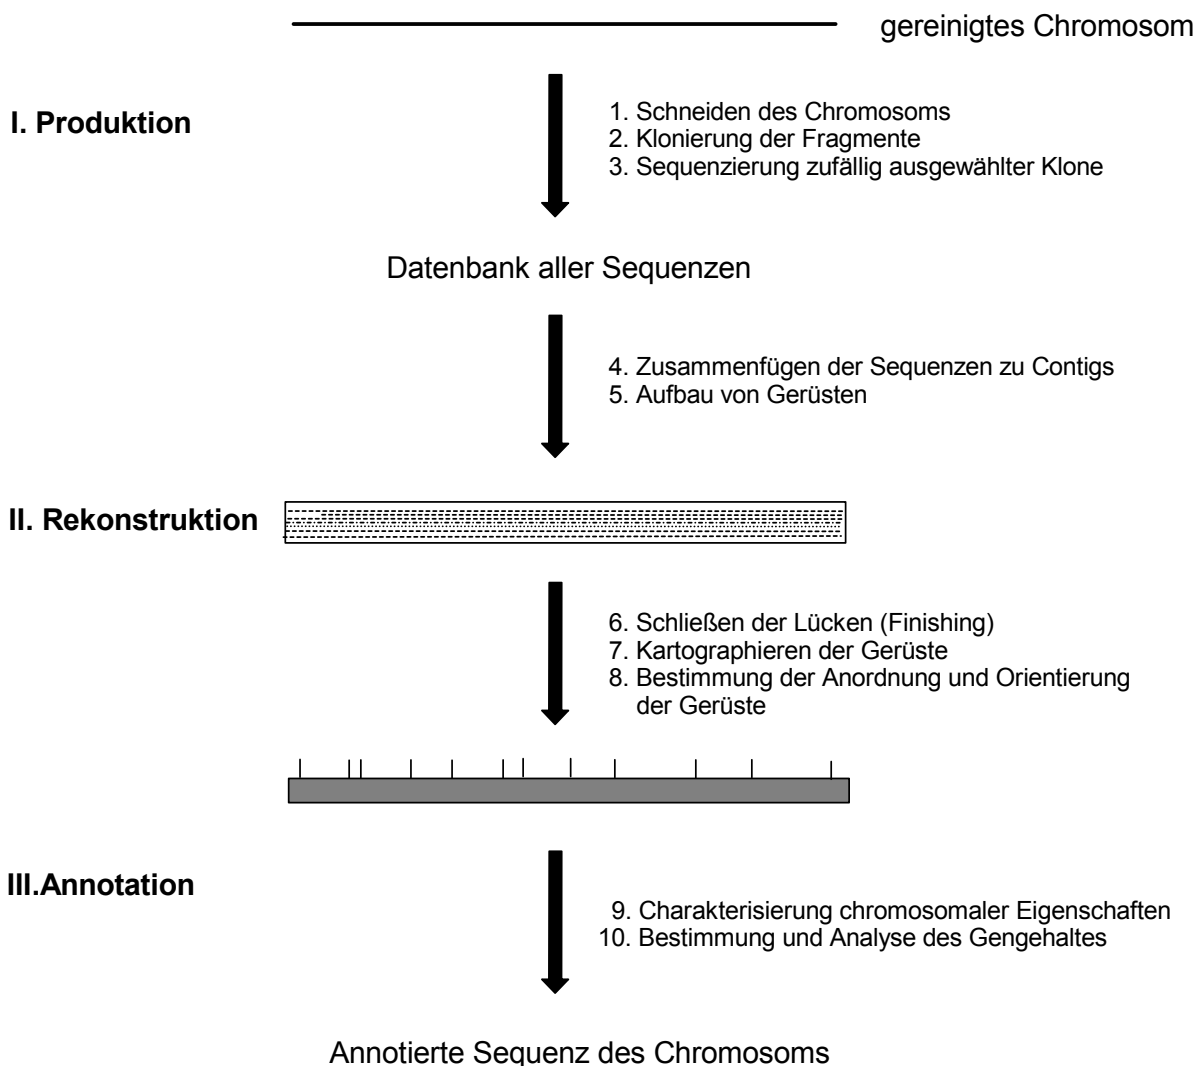 gereinigtes Chromosom
I. Produktion
1. Schneiden des Chromosoms
2. Klonierung der Fragmente
3. Sequenzierung zufällig ausgewählter Klone
Datenbank aller Sequenzen
4. Zusammenfügen der Sequenzen zu Contigs
5. Aufbau von Gerüsten
II. Rekonstruktion
6. Schließen der Lücken (Finishing)
7. Kartographieren der Gerüste
8. Bestimmung der Anordnung und Orientierung
der Gerüste
III.Annotation
9. Charakterisierung chromosomaler Eigenschaften
10. Bestimmung und Analyse des Gengehaltes
Annotierte Sequenz des Chromosoms